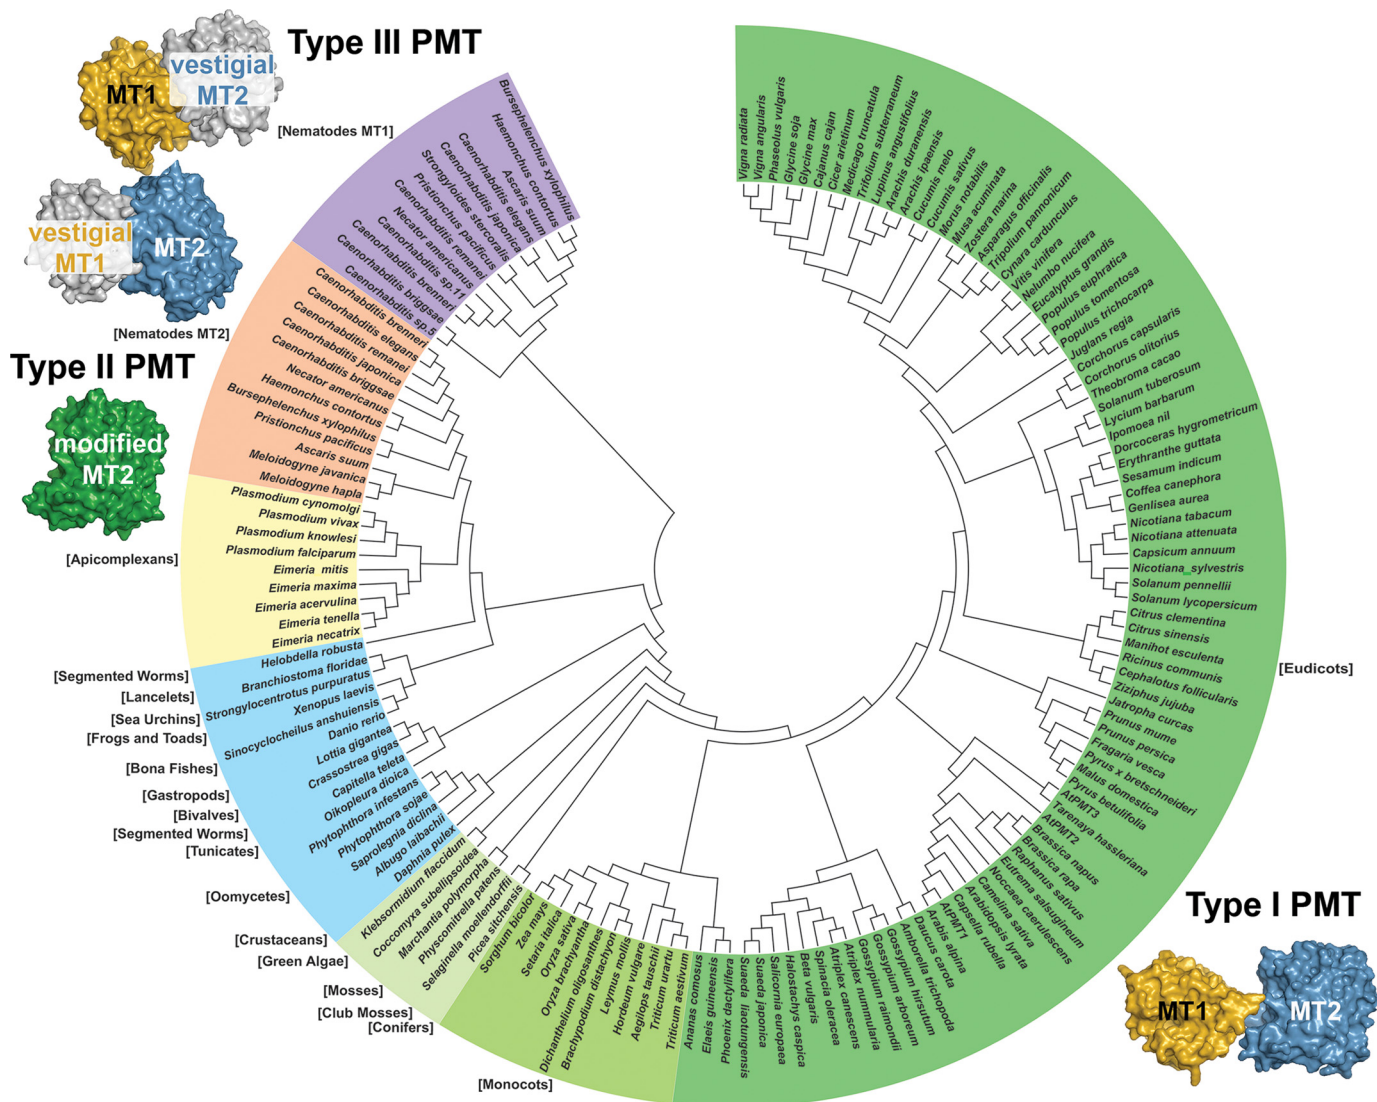 Type III PMT
vestigial
MT2
MT1
[Nematodes MT1]
vestigial
MT1
MT2
[Nematodes MT2]
Type II PMT
modified
MT2
[Apicomplexans]
[Segmented Worms]
[Lancelets]
[Sea Urchins]
[Frogs and Toads]
[Bona Fishes]
[Gastropods]
[Bivalves]
[Segmented Worms]
[Tunicates]
[Oomycetes]
[Crustaceans]
[Green Algae]
[Mosses]
[Club Mosses]
[Conifers]
[Monocots]
[Eudicots]
Type I PMT
MT1
MT2
Bursephelenchus xylophilus
Haemonchus contortus
Ascaris suum
Caenorhabditis elegans
Caenorhabditis japonica
Strongyloides stercoralis
Pristionchus pacificus
Caenorhabditis remanei
Necator americanus
Caenorhabditis sp.11
Caenorhabditis brenneri
Caenorhabditis briggsae
Caenorhabditis sp.5
Caenorhabditis brenneri
Caenorhabditis elegans
Caenorhabditis remanei
Caenorhabditis japonica
Caenorhabditis briggsae
Necator americanus
Haemonchus contortus
Bursephelenchus xylophilus
Pristionchus pacificus
Ascaris suum
Meloidogyne javanica
Meloidogyne hapla
Plasmodium cynomolgi
Plasmodium vivax
Plasmodium knowlesi
Plasmodium falciparum
Eimeria mitis
Eimeria maxima
Eimeria acervulina
Eimeria tenella
Eimeria necatrix
Helobdella robusta
Branchiostoma floridae
Strongylocentrotus purpuratus
Xenopus laevis
Sinocyclocheilus anshuiensis
Danio rerio
Lottia gigantea
Crassostrea gigas
Capitella teleta
Oikopleura dioica
Phytophthora infestans
Phytophthora sojae
Saprolegnia diclina
Albugo laibachii
Daphnia pulex
Klebsormidium flaccidum
Coccomyxa subellipsoidea
Marchantia polymorpha
Physcomitrella patens
Selaginella moellendorffii
Picea sitchensis
Sorghum bicolor
Zea mays
Setaria italica
Oryza sativa
Oryza brachyantha
Dichanthelium oligosanthes
Brachypodium distachyon
Leymus mollis
Hordeum vulgare
Aegilops tauschii
Triticum urartu
Triticum aestivum
Ananas comosus
Elaeis guineensis
Phoenix dactylifera
Suaeda liaotungensis
Suaeda japonica
Salicornia europaea
Halostachys caspica
Beta vulgaris
Spinacia oleracea
Atriplex canescens
Atriplex nummularia
Gossypium raimondii
Gossypium arboreum
Gossypium hirsutum
Amborella trichopoda
Daucus carota
Arabis alpina
AtPMT1
Capsella rubella
Arabidopsis lyrata
Camelina sativa
Noccaea caerulescens
Eutrema salsugineum
Raphanus sativus
Brassica rapa
Brassica napus
AtPMT2
Tarenaya hassleriana
AtPMT3
Pyrus betulifolia
Malus domestica
Pyrus x bretschneideri
Fragaria vesca
Prunus persica
Prunus mume
Jatropha curcas
Ziziphus jujuba
Cephalotus follicularis
Ricinus communis
Manihot esculenta
Citrus sinensis
Citrus clementina
Solanum lycopersicum
Solanum pennellii
Nicotiana_sylvestris
Capsicum annuum
Nicotiana attenuata
Nicotiana tabacum
Genlisea aurea
Coffea canephora
Sesamum indicum
Erythranthe guttata
Dorcoceras hygrometricum
Ipomoea nil
Lycium barbarum
Solanum tuberosum
Theobroma cacao
Corchorus olitorius
Corchorus capsularis
Juglans regia
Populus trichocarpa
Populus tomentosa
Populus euphratica
Eucalyptus grandis
Nelumbo nucifera
Vitis vinifera
Cynara cardunculus
Tripolium pannonicum
Asparagus officinalis
Zostera marina
Musa acuminata
Morus notabilis
Cucumis sativus
Cucumis melo
Arachis ipaensis
Arachis duranensis
Lupinus angustifolius
Trifolium subterraneum
Medicago truncatula
Cicer arietinum
Cajanus cajan
Glycine max
Glycine soja
Phaseolus vulgaris
Vigna angularis
Vigna radiata